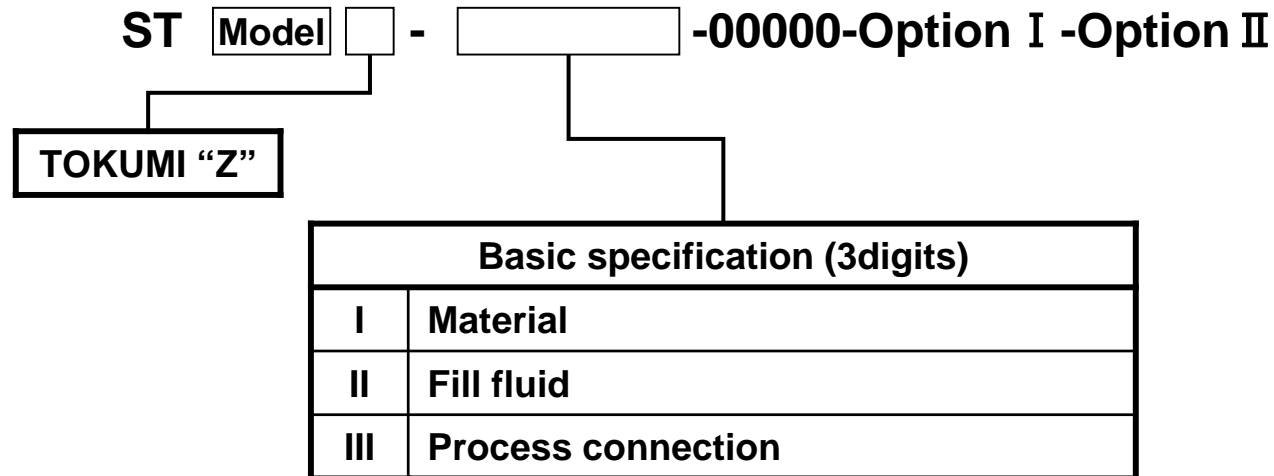 ST Model - -00000-Option Ⅰ -Option Ⅱ
TOKUMI “Z”
Basic specification (3digits)
I Material
II Fill fluid
III Process connection